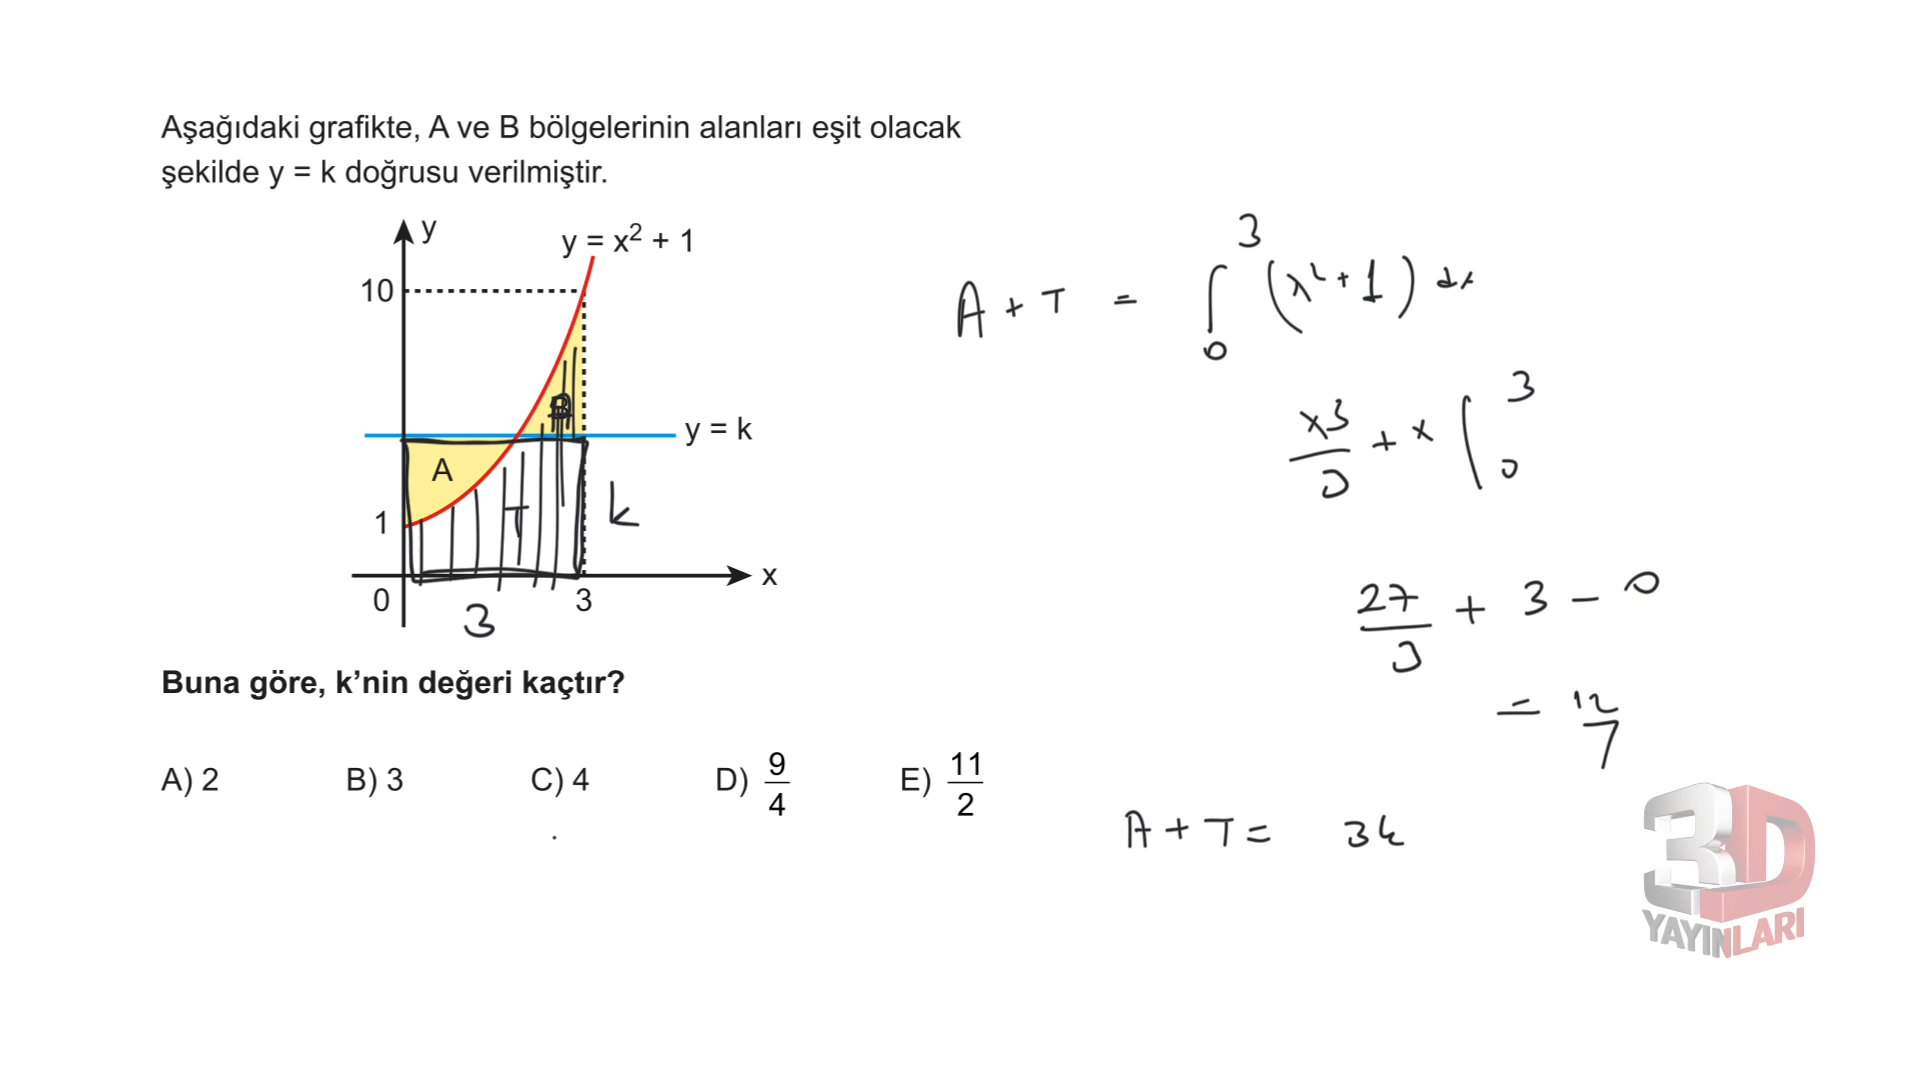 Aşağıdaki grafikte, A ve B bölgelerinin alanları eşit olacak
şekilde y = k doğrusu verilmiştir.
y
y = x² + 1
10
B
y = k
A
1
T
k
x
0
3
3
Buna göre, k’nin değeri kaçtır?
A) 2 B) 3 C) 4 D) 9/4 E) 11/2
A + T = ∫₀³ (x² + 1) dx
x3/3 + x |₀³
27/3 + 3 - 0
= 12
A + T = 3k
3D
YAYINLARI